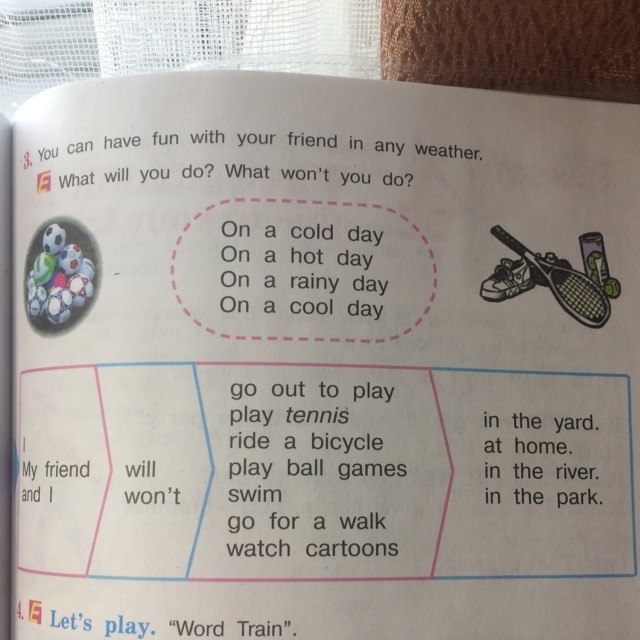 3. You can have fun with your friend in any weather.
E What will you do? What won't you do?
On a cold day
On a hot day
On a rainy day
On a cool day
I
My friend
and I
will
won't
go out to play
play tennis
ride a bicycle
play ball games
swim
go for a walk
watch cartoons
in the yard.
at home.
in the river.
in the park.
4. E Let's play. "Word Train".